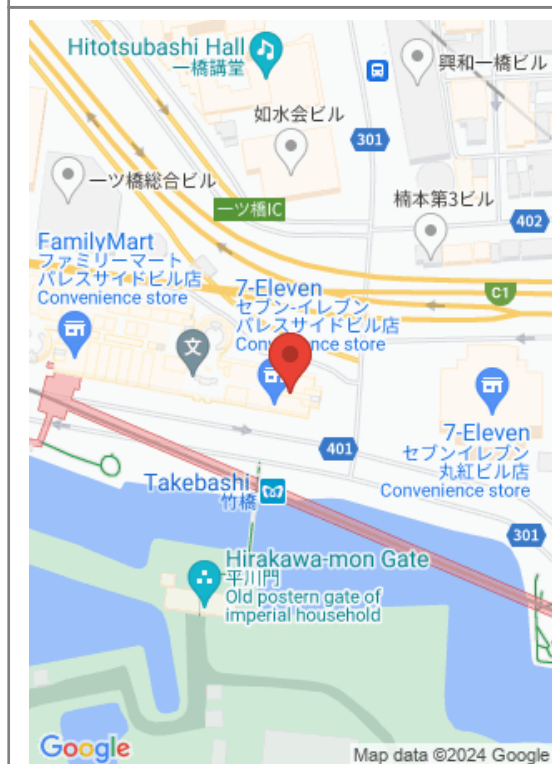 Hitotsubashi Hall
一橋講堂
興和一橋ビル
如水会ビル
301
一ツ橋総合ビル
一ツ橋IC
楠本第3ビル
402
FamilyMart
ファミリーマート
パレスサイドビル店
Convenience store
7-Eleven
セブン-イレブン
パレスサイドビル店
Convenience store
C1
文
7-Eleven
セブンイレブン
丸紅ビル店
Convenience store
401
Takebashi
竹橋
301
Hirakawa-mon Gate
平川門
Old postern gate of
imperial household
Google
Map data ©2024 Google